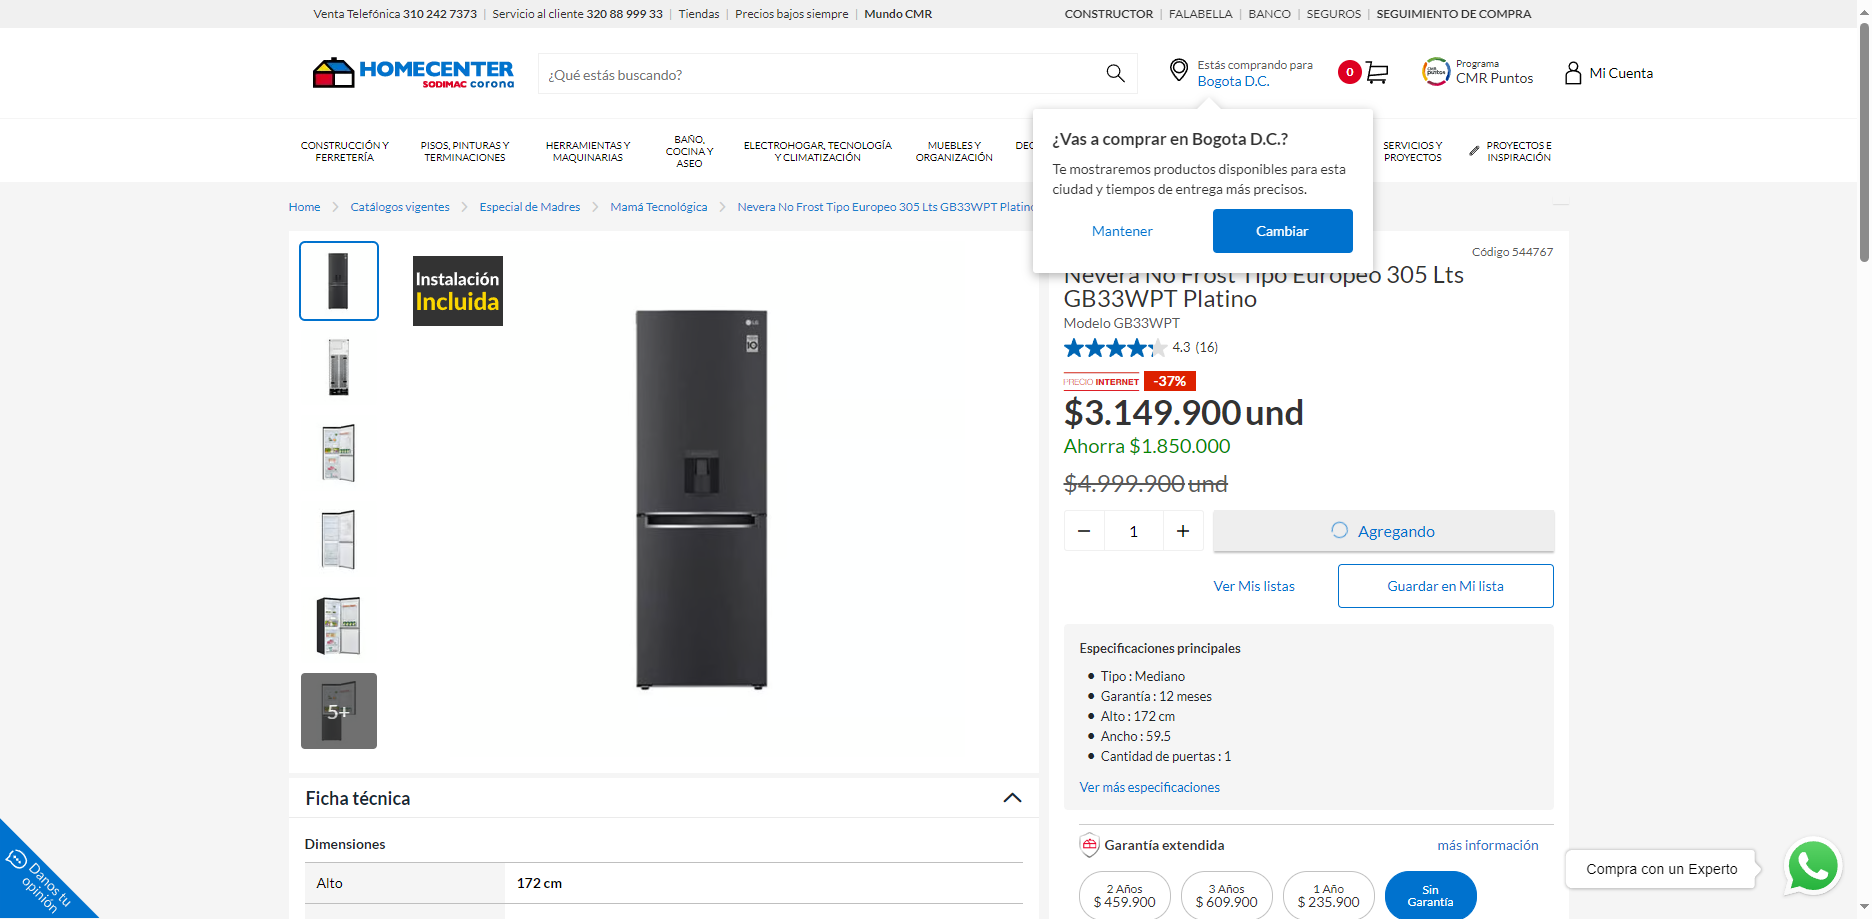 Venta Telefónica 310 242 7373 | Servicio al cliente 320 88 999 33 | Tiendas | Precios bajos siempre | Mundo CMR
CONSTRUCTOR | FALABELLA | BANCO | SEGUROS | SEGUIMIENTO DE COMPRA
HOMECENTER
SODIMAC corona
¿Qué estás buscando?
Estás comprando para
Bogota D.C.
0
CMR puntos
Programa
CMR Puntos
Mi Cuenta
CONSTRUCCIÓN Y
FERRETERÍA
PISOS, PINTURAS Y
TERMINACIONES
HERRAMIENTAS Y
MAQUINARIAS
BAÑO,
COCINA Y
ASEO
ELECTROHOGAR, TECNOLOGÍA
Y CLIMATIZACIÓN
MUEBLES Y
ORGANIZACIÓN
SERVICIOS Y
PROYECTOS
PROYECTOS E
INSPIRACIÓN
¿Vas a comprar en Bogota D.C.?
Te mostraremos productos disponibles para esta
ciudad y tiempos de entrega más precisos.
Mantener
Cambiar
Home
Catálogos vigentes
Especial de Madres
Mamá Tecnológica
Nevera No Frost Tipo Europeo 305 Lts GB33WPT Platino
Instalación
Incluida
LG
10
5+
Código 544767
Nevera No Frost Tipo Europeo 305 Lts
GB33WPT Platino
Modelo GB33WPT
4.3 (16)
PRECIO INTERNET -37%
$3.149.900 und
Ahorra $1.850.000
$4.999.900 und
− 1 +
Agregando
Ver Mis listas
Guardar en Mi lista
Especificaciones principales
• Tipo : Mediano
• Garantía : 12 meses
• Alto : 172 cm
• Ancho : 59.5
• Cantidad de puertas : 1
Ver más especificaciones
Garantía extendida
más información
2 Años
$ 459.900
3 Años
$ 609.900
1 Año
$ 235.900
Sin
Garantía
Ficha técnica
Dimensiones
Alto 172 cm
Danos tu
opinión
Compra con un Experto